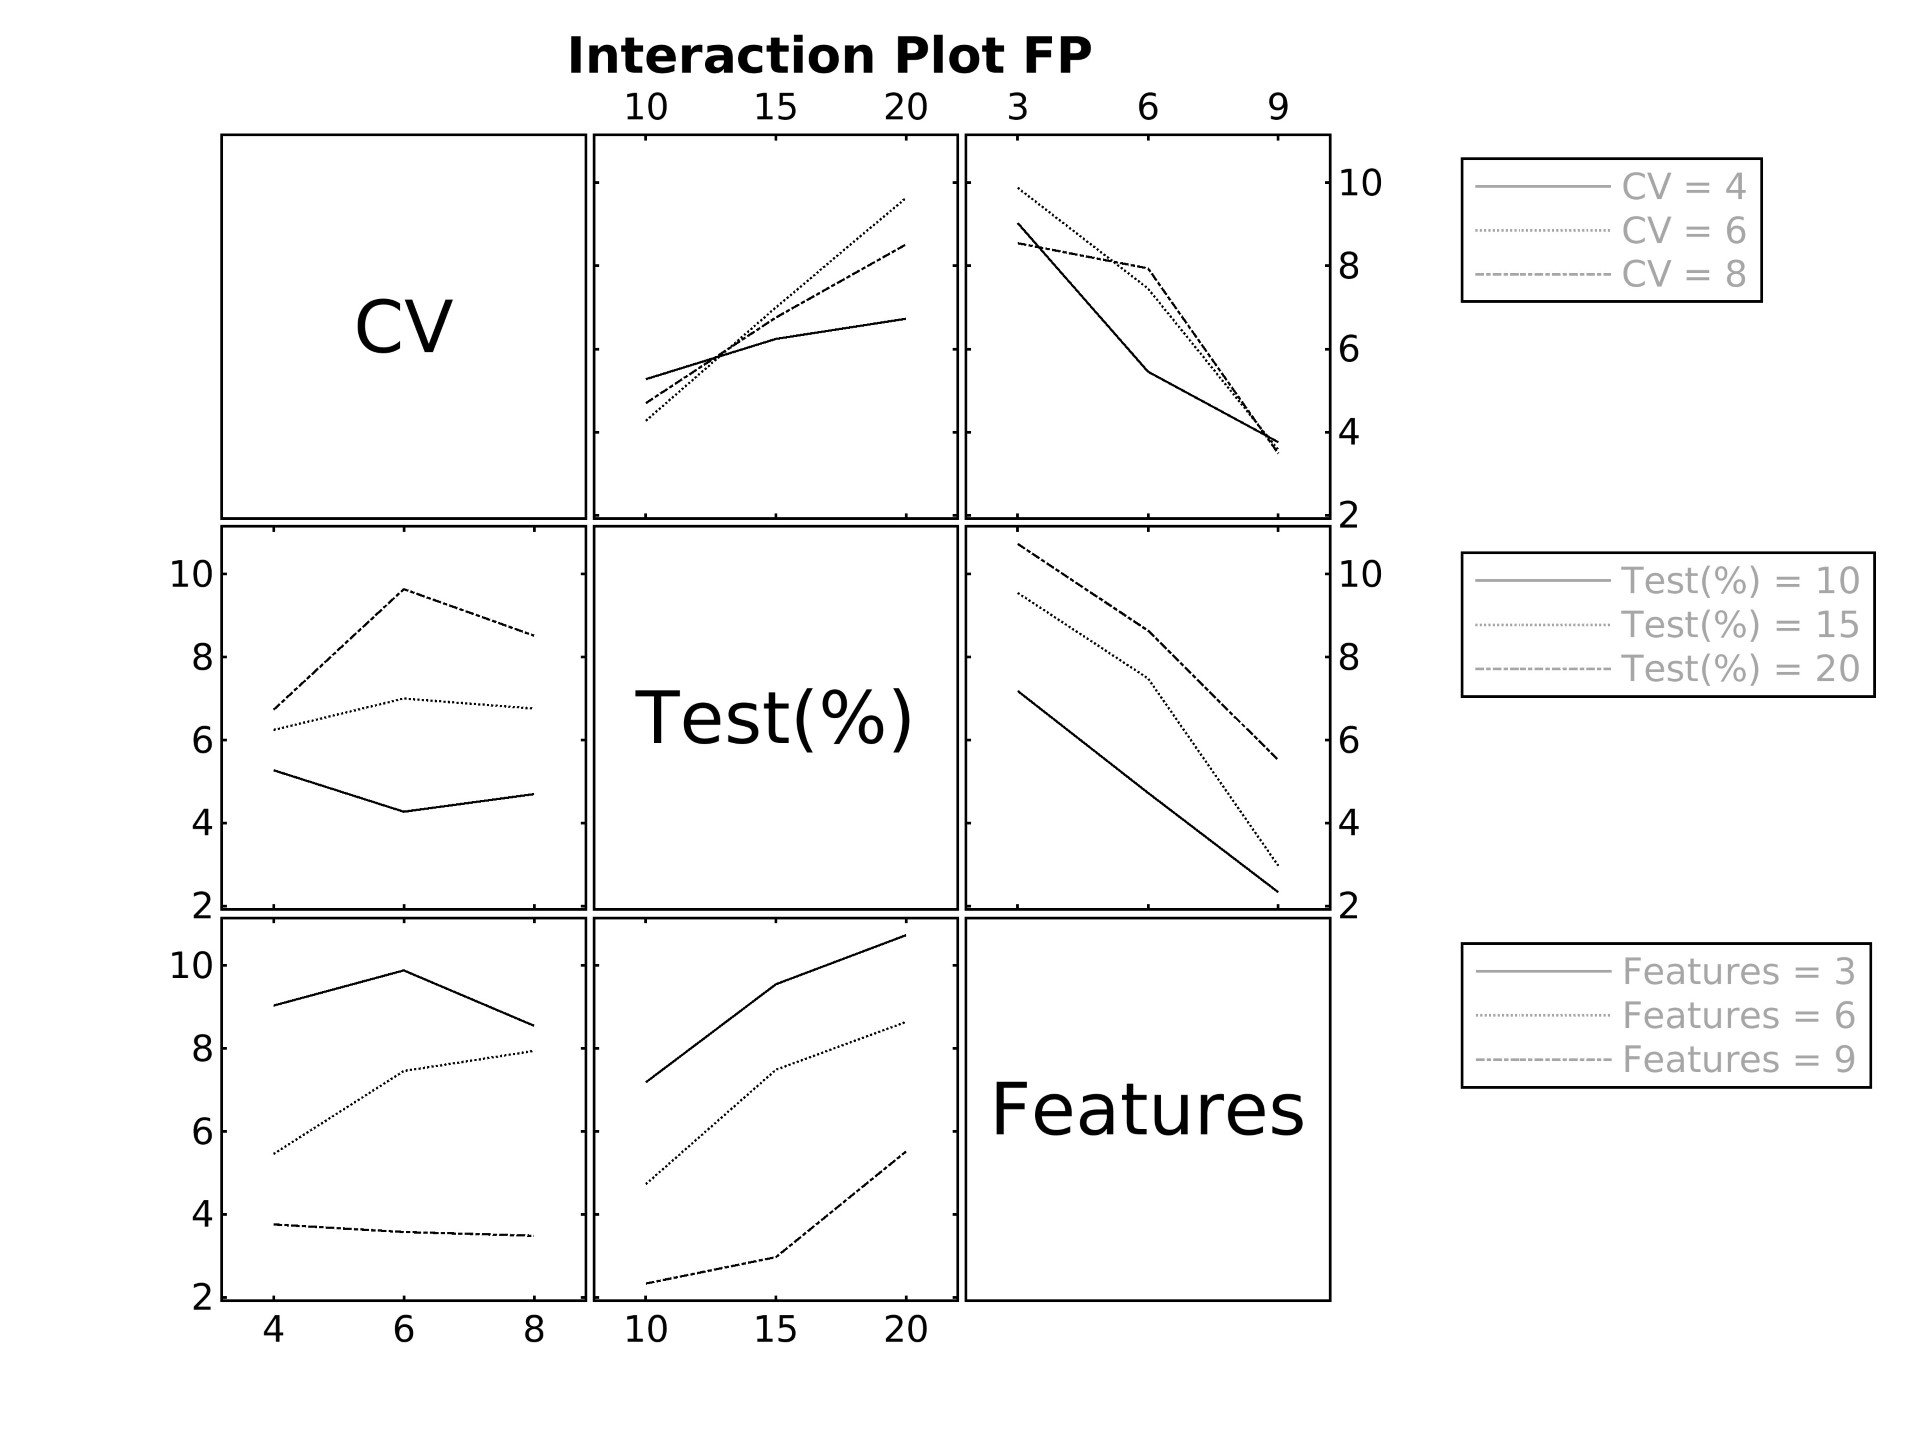 Interaction Plot FP
10 15 20 3 6 9
CV
10
8
6
4
2
CV = 4
CV = 6
CV = 8
10
8
6
4
2
Test(%)
10
8
6
4
2
Test(%) = 10
Test(%) = 15
Test(%) = 20
10
8
6
4
2
Features
Features = 3
Features = 6
Features = 9
4 6 8 10 15 20